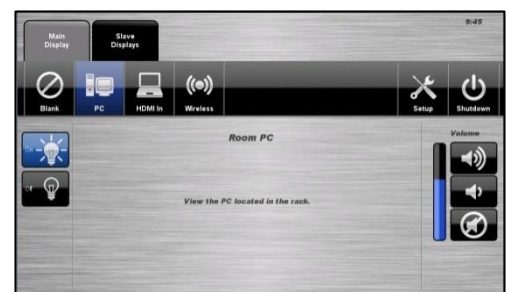 9:45
Main
Display
Slave
Displays
Blank
PC
HDMI In
Wireless
Setup
Shutdown
Room PC
Volume
On
View the PC located in the rack.